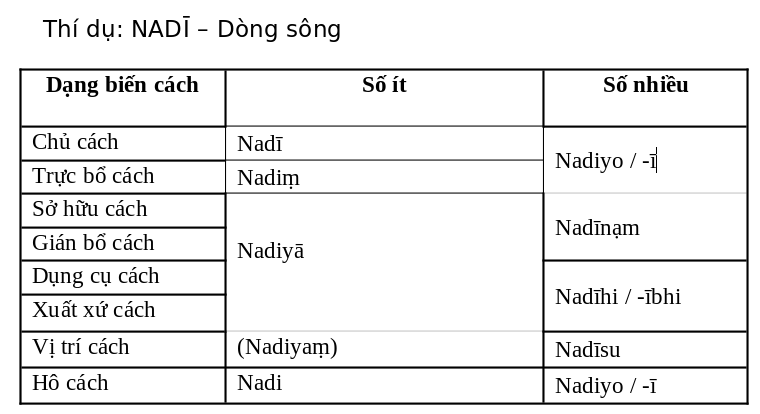 Thí dụ: NADĪ – Dòng sông
Dạng biến cách Số ít Số nhiều
Chủ cách Nadī Nadiyo / -ī
Trực bổ cách Nadiṃ
Sở hữu cách Nadiyā Nadīnạm
Gián bổ cách
Dụng cụ cách Nadīhi / -ībhi
Xuất xứ cách
Vị trí cách (Nadiyaṃ) Nadīsu
Hô cách Nadi Nadiyo / -ī